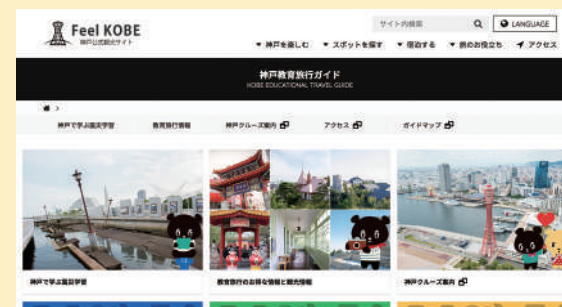 Feel KOBE
神戸公式観光サイト
サイト内検索
LANGUAGE
神戸を楽しむ
スポットを探す
宿泊する
旅のお役立ち
アクセス
神戸教育旅行ガイド
KOBE EDUCATIONAL TRAVEL GUIDE
神戸で学ぶ震災学習
教育旅行情報
神戸クルーズ案内
アクセス
ガイドマップ
神戸で学ぶ震災学習
教育旅行のお得な情報と観光情報
神戸クルーズ案内